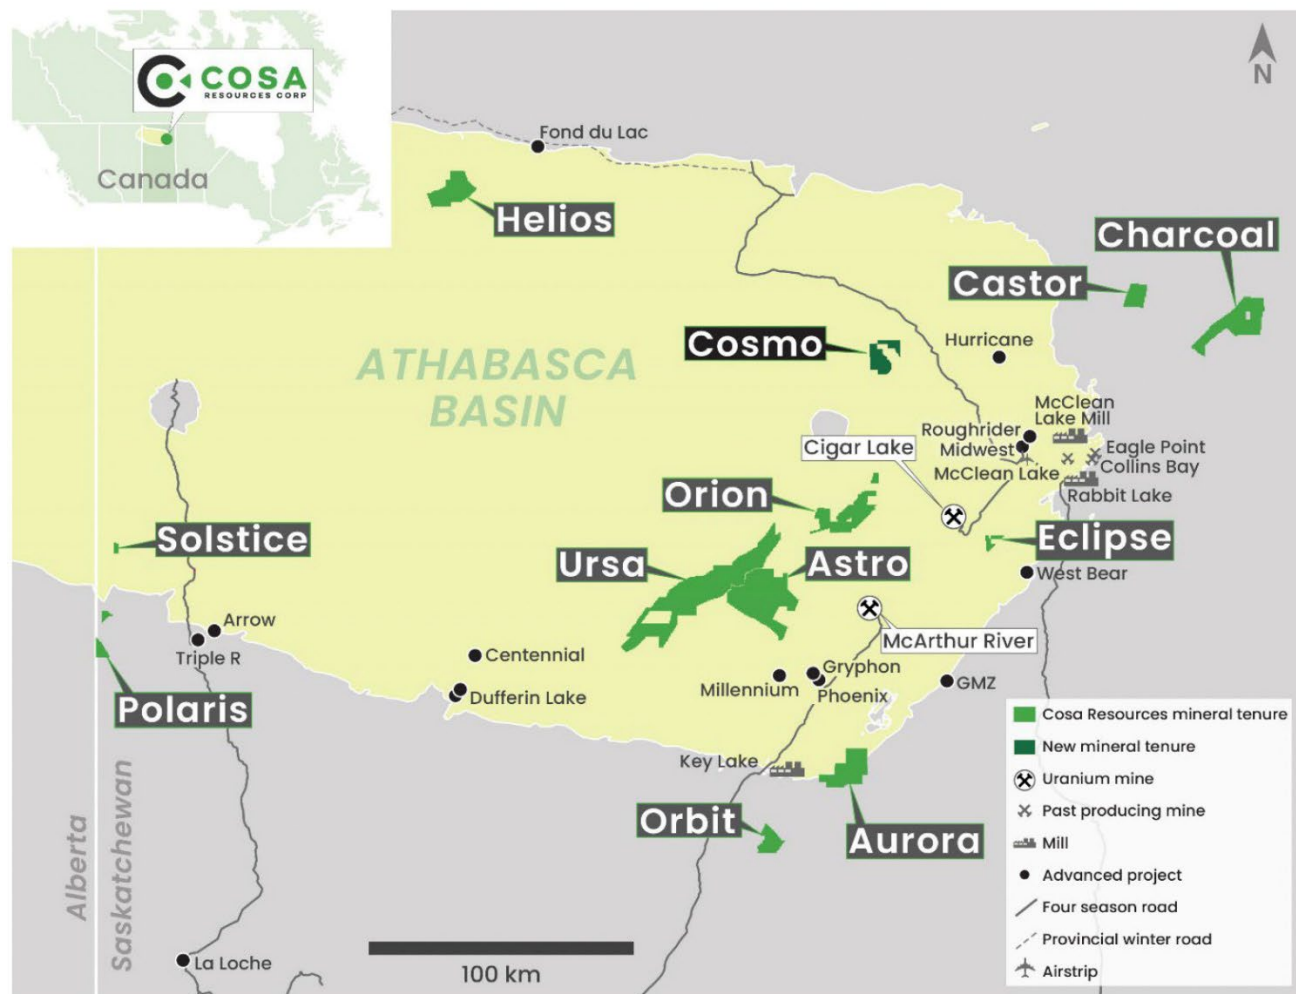 COSA
RESOURCES CORP
Canada
N
Fond du Lac
Helios
Charcoal
Castor
Cosmo
Hurricane
ATHABASCA
BASIN
McClean
Lake Mill
Roughrider
Midwest
Cigar Lake
Eagle Point
McClean Lake
Collins Bay
Rabbit Lake
Orion
Solstice
Eclipse
Ursa
Astro
West Bear
Arrow
McArthur River
Triple R
Centennial
Gryphon
Millennium
Phoenix
GMZ
Dufferin Lake
Polaris
Key Lake
Orbit
Aurora
Alberta
Saskatchewan
La Loche
100 km
Cosa Resources mineral tenure
New mineral tenure
Uranium mine
Past producing mine
Mill
Advanced project
Four season road
Provincial winter road
Airstrip